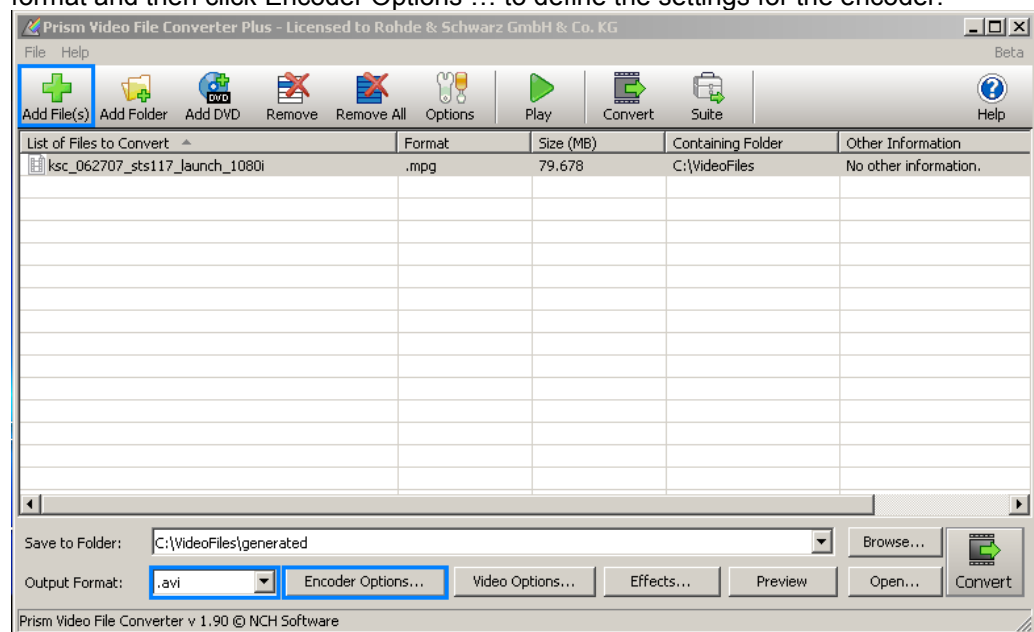 format and then click Encoder Options … to define the settings for the encoder.
Prism Video File Converter Plus - Licensed to Rohde & Schwarz GmbH & Co. KG
File Help Beta
Add File(s) Add Folder Add DVD Remove Remove All Options Play Convert Suite Help
List of Files to Convert Format Size (MB) Containing Folder Other Information
ksc_062707_sts117_launch_1080i .mpg 79.678 C:\VideoFiles No other information.
Save to Folder: C:\VideoFiles\generated Browse...
Output Format: .avi Encoder Options... Video Options... Effects... Preview Open... Convert
Prism Video File Converter v 1.90 © NCH Software